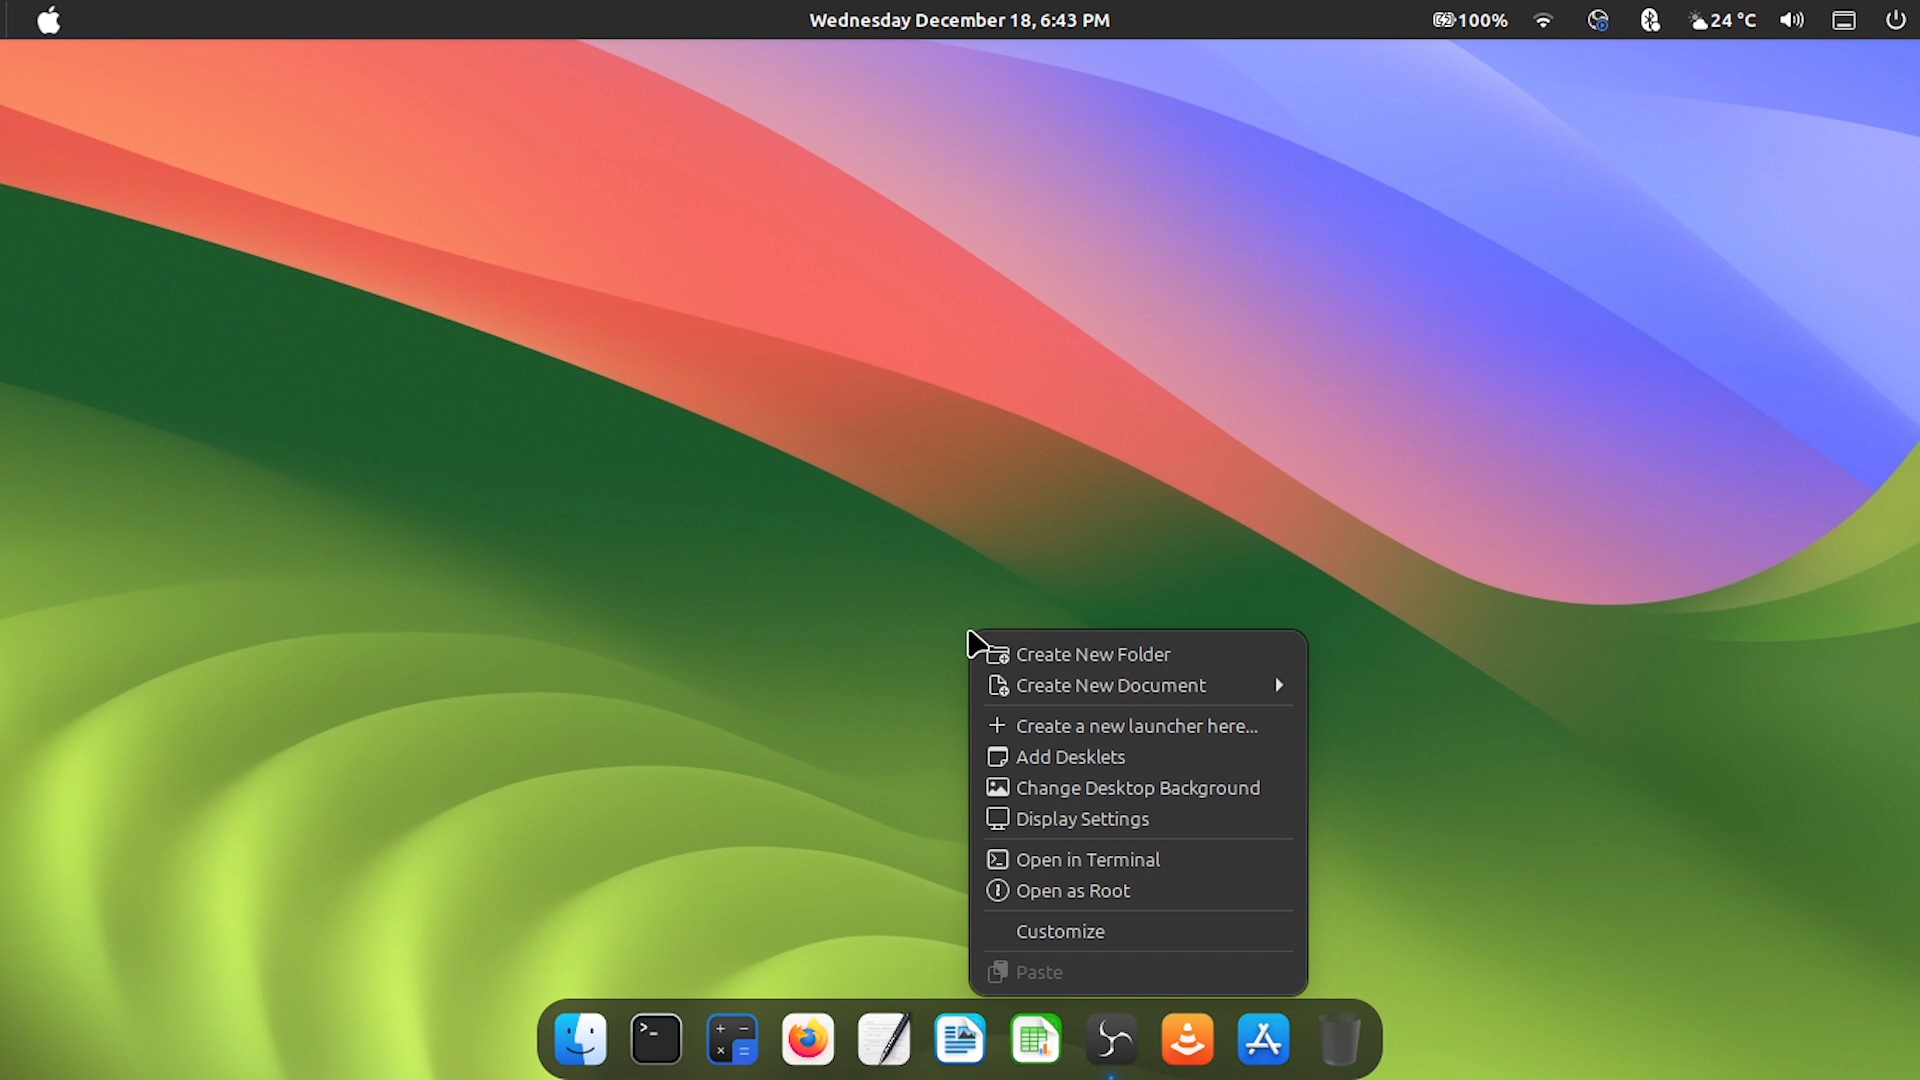 Wednesday December 18, 6:43 PM
100%
24 °C
Create New Folder
Create New Document
Create a new launcher here...
Add Desklets
Change Desktop Background
Display Settings
Open in Terminal
Open as Root
Customize
Paste